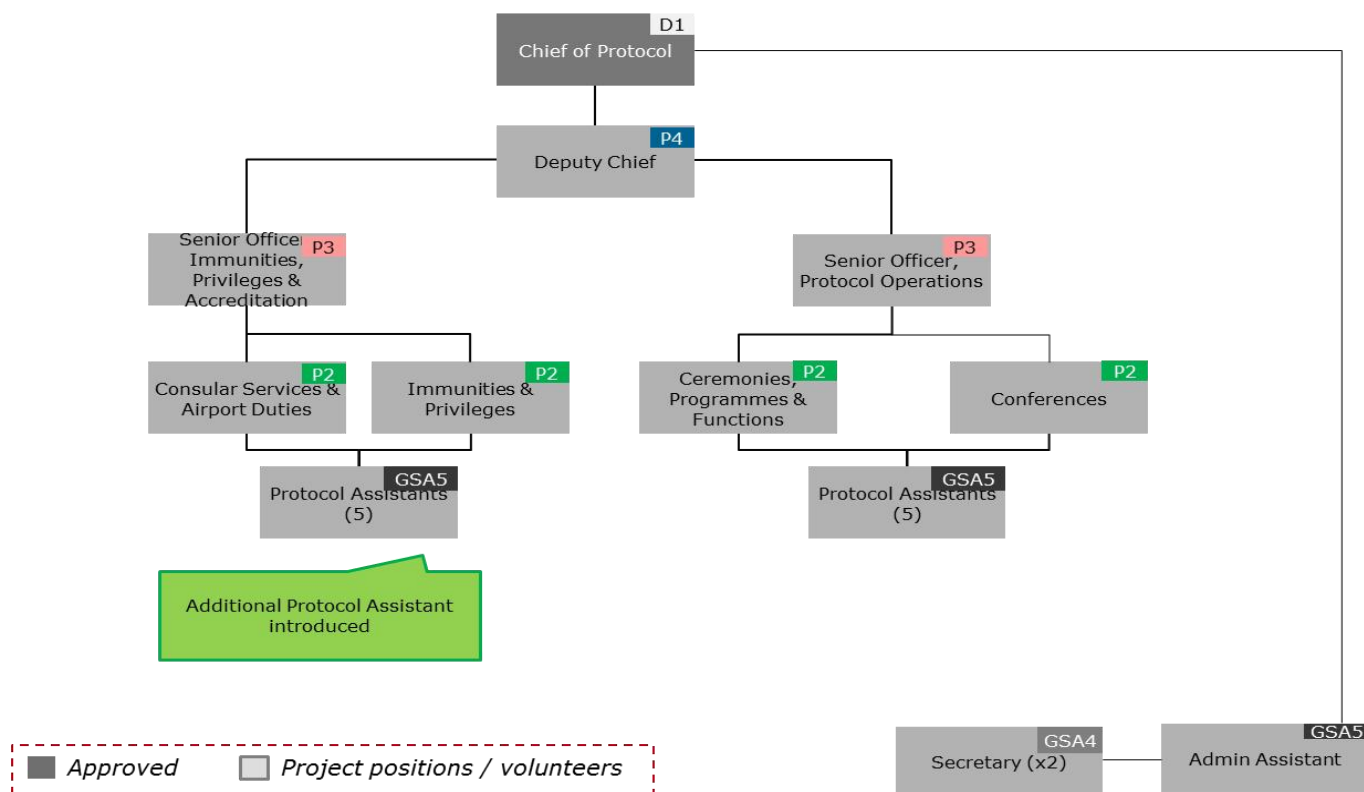 D1
Chief of Protocol
P4
Deputy Chief
Senior Officer,
P3
Immunities,
Privileges &
Accreditation
P3
Senior Officer,
Protocol Operations
P2
Consular Services &
Airport Duties
P2
Immunities &
Privileges
P2
Ceremonies,
Programmes &
Functions
P2
Conferences
GSA5
Protocol Assistants
(5)
GSA5
Protocol Assistants
(5)
Additional Protocol Assistant
introduced
GSA4
Secretary (x2)
GSA5
Admin Assistant
Approved
Project positions / volunteers